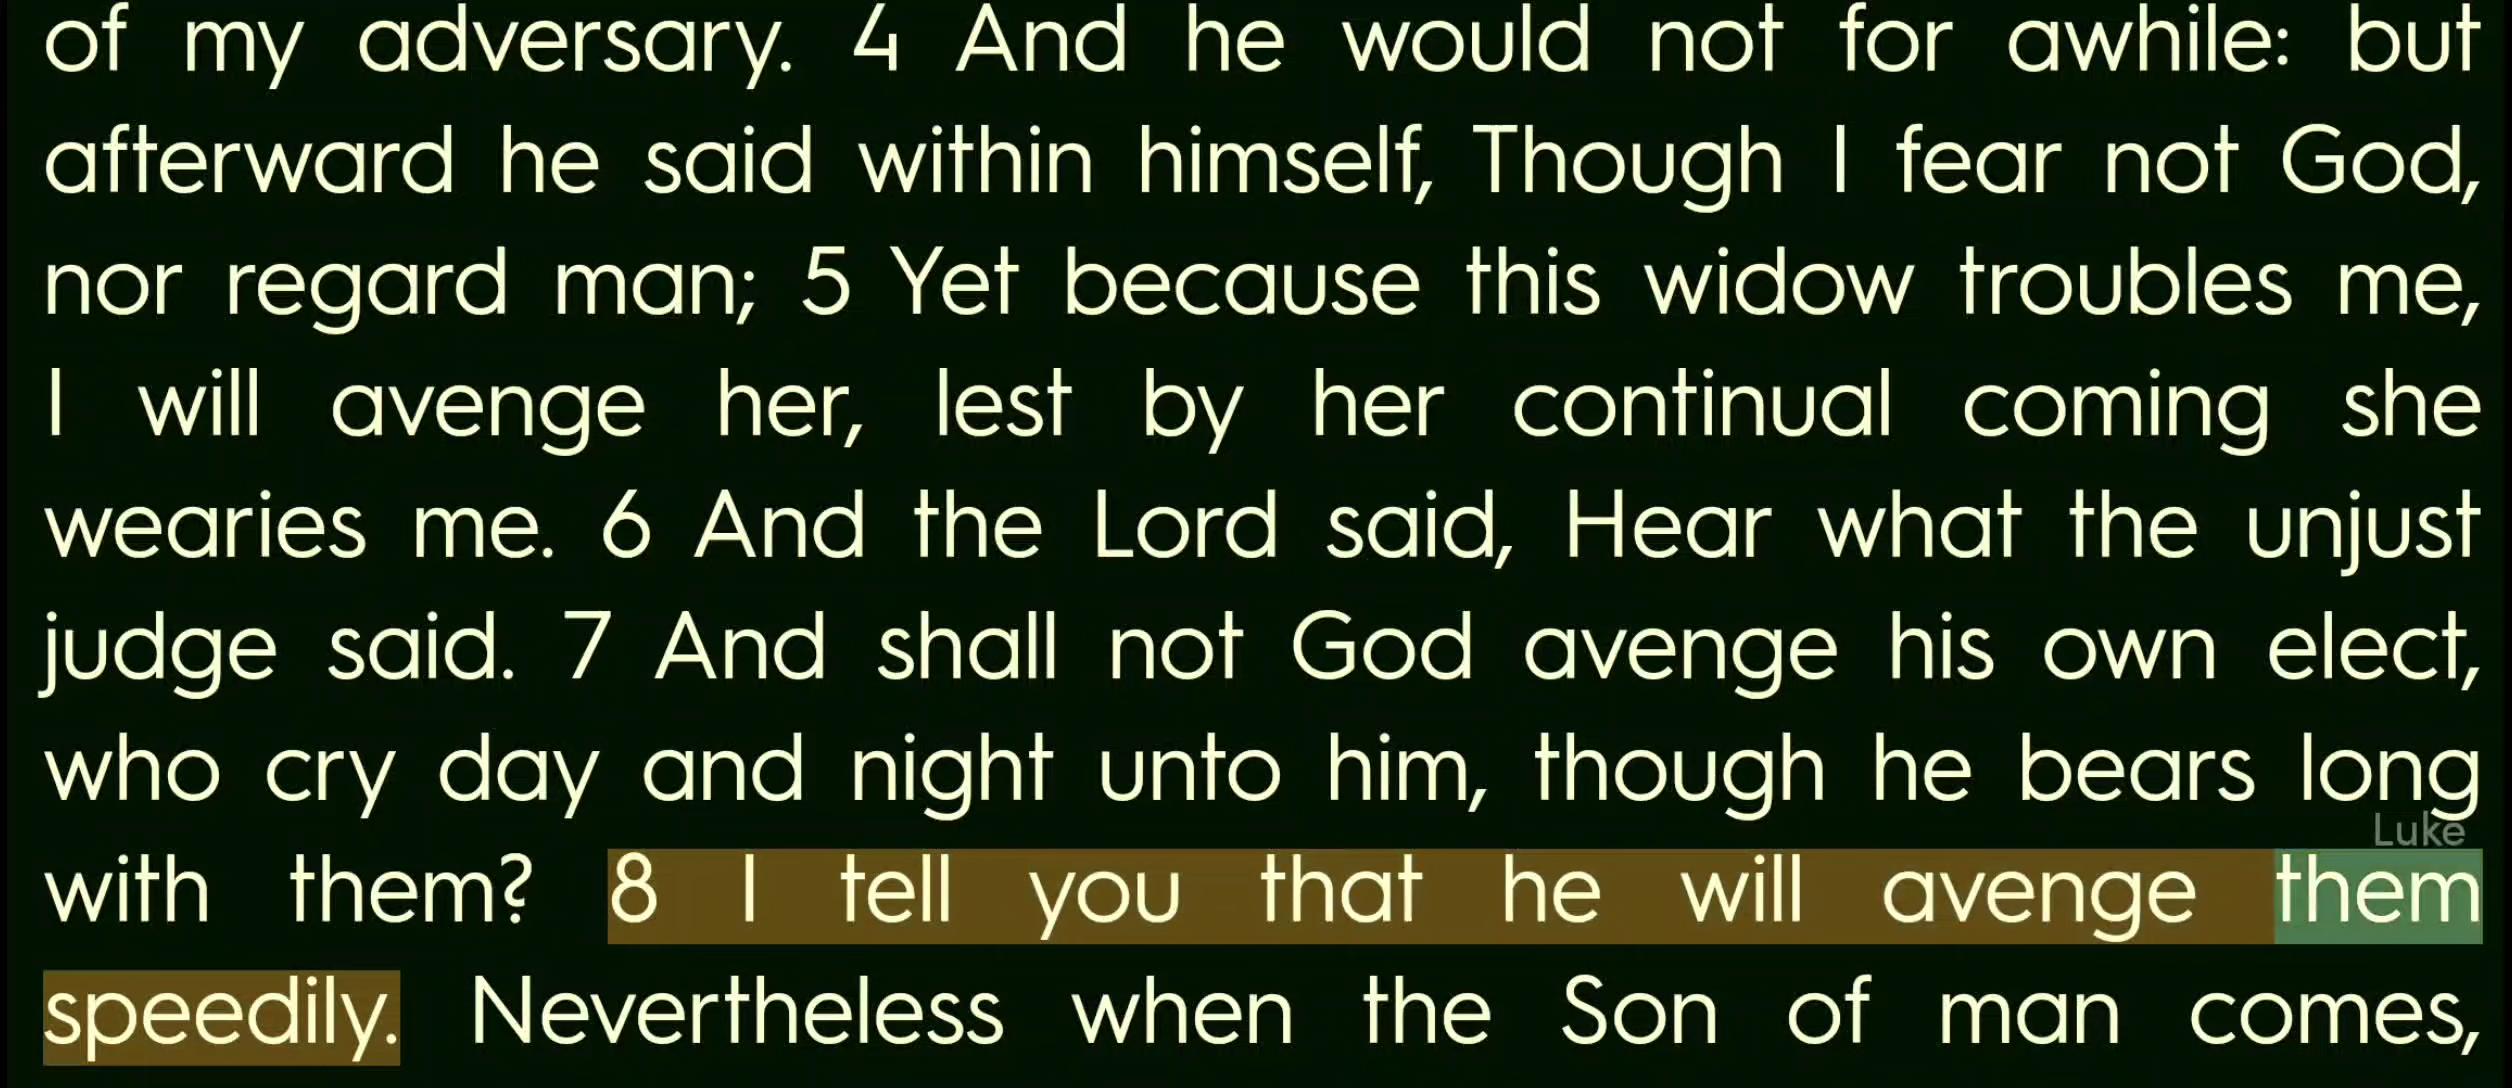 of my adversary. 4 And he would not for awhile: but
afterward he said within himself, Though I fear not God,
nor regard man; 5 Yet because this widow troubles me,
I will avenge her, lest by her continual coming she
wearies me. 6 And the Lord said, Hear what the unjust
judge said. 7 And shall not God avenge his own elect,
who cry day and night unto him, though he bears long
Luke
with them? 8 I tell you that he will avenge them
speedily. Nevertheless when the Son of man comes,